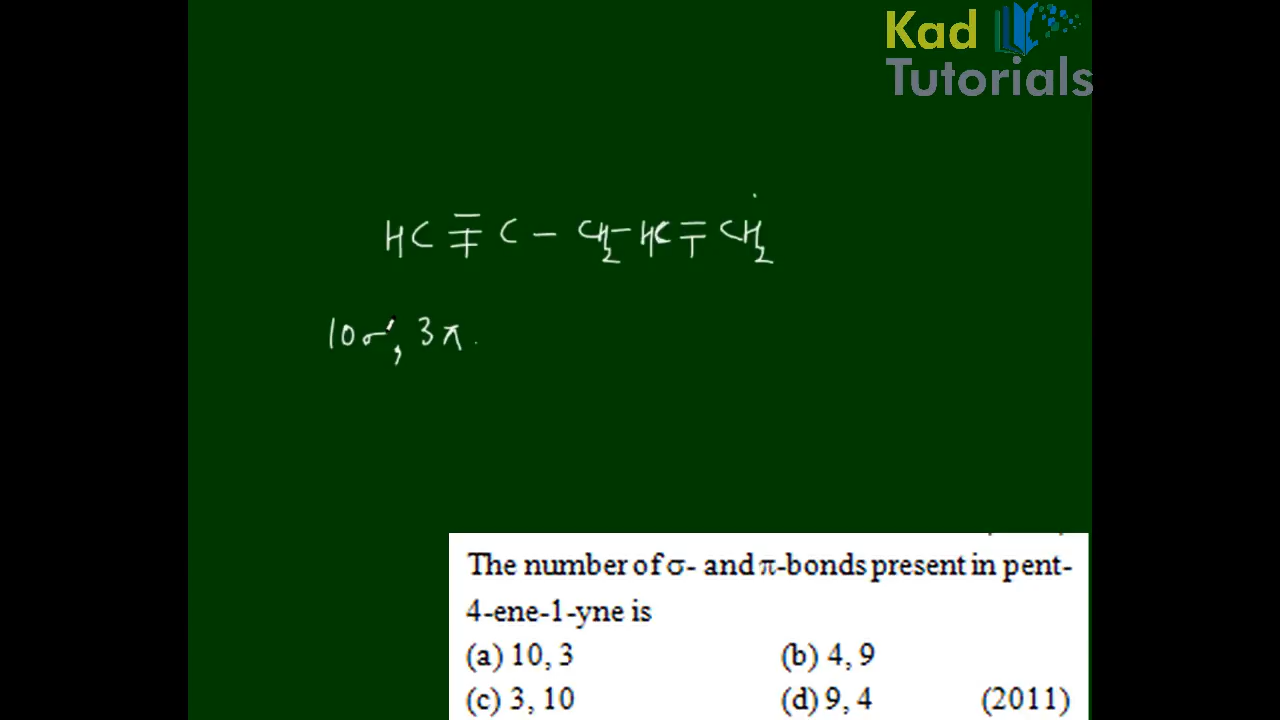 Kad
Tutorials
HC ≡ C - CH₂ - HC = CH₂
10σ, 3π.
The number of σ- and π-bonds present in pent-
4-ene-1-yne is
(a) 10, 3 (b) 4, 9
(c) 3, 10 (d) 9, 4 (2011)